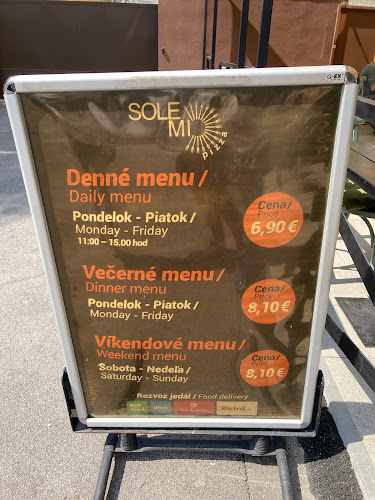 G-EX
SOLE
MIO
pizza
Denné menu /
Daily menu
Pondelok - Piatok /
Monday - Friday
11:00 - 15.00 hod
Cena/
Price
6,90 €
Večerné menu /
Dinner menu
Pondelok - Piatok /
Monday - Friday
Cena/
Price
8,10 €
Víkendové menu /
Weekend menu
Sobota - Nedeľa /
Saturday - Sunday
Cena/
Price
8,10 €
- Rozvoz jedál / Food delivery
Bistro